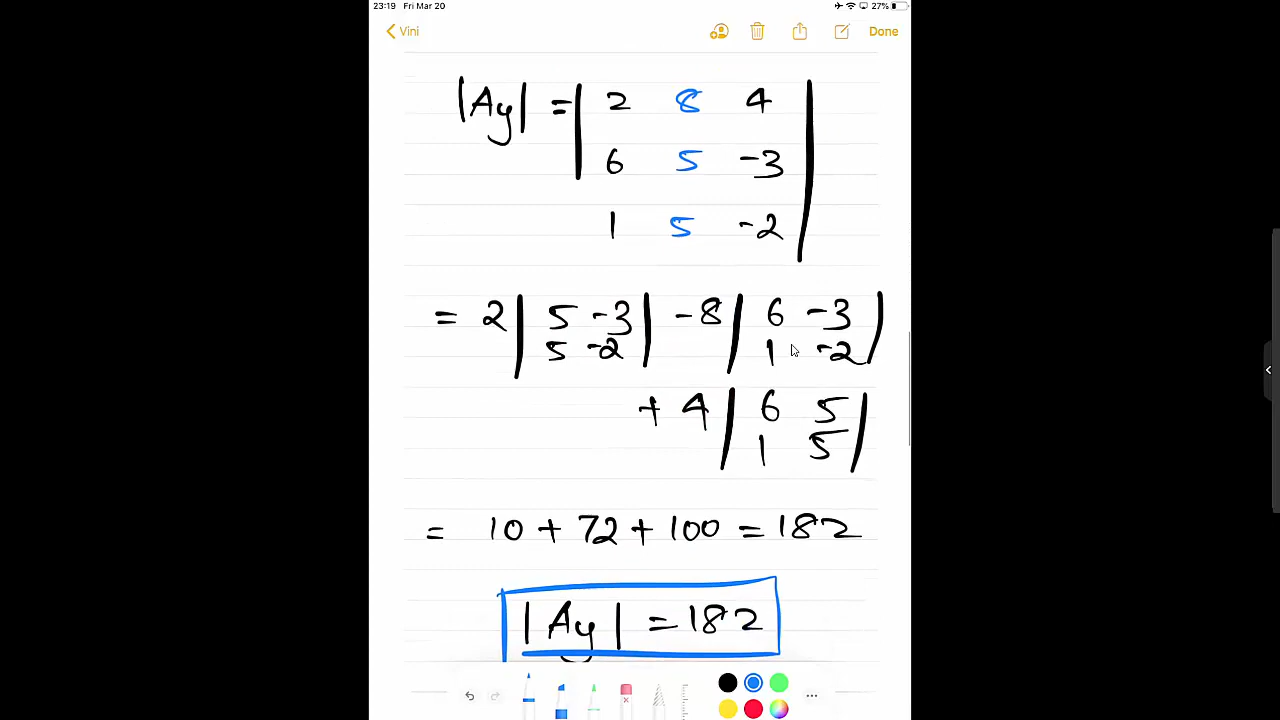 23:19 Fri Mar 20 27%
Vini Done
|Ay| = | 2 8 4
6 5 -3
1 5 -2 |
= 2 | 5 -3 | -8 | 6 -3 |
5 -2 1 -2
+ 4 | 6 5 |
1 5
= 10 + 72 + 100 = 182
|Ay| = 182